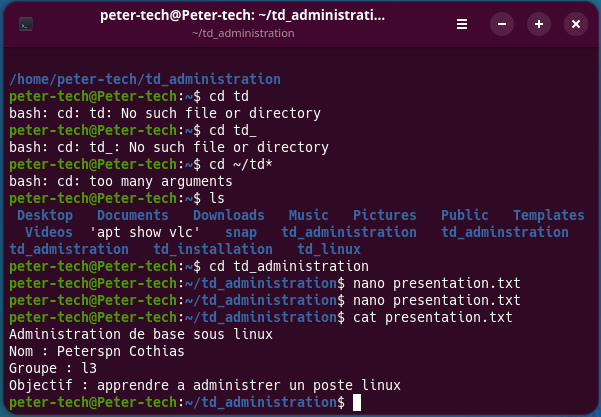 peter-tech@Peter-tech: ~/td_administrati...
~/td_administration
/home/peter-tech/td_administration
peter-tech@Peter-tech:~$ cd td
bash: cd: td: No such file or directory
peter-tech@Peter-tech:~$ cd td_
bash: cd: td_: No such file or directory
peter-tech@Peter-tech:~$ cd ~/td*
bash: cd: too many arguments
peter-tech@Peter-tech:~$ ls
Desktop Documents Downloads Music Pictures Public Templates
Videos 'apt show vlc' snap td_administration td_adminstration
td_admistration td_installation td_linux
peter-tech@Peter-tech:~$ cd td_administration
peter-tech@Peter-tech:~/td_administration$ nano presentation.txt
peter-tech@Peter-tech:~/td_administration$ nano presentation.txt
peter-tech@Peter-tech:~/td_administration$ cat presentation.txt
Administration de base sous linux
Nom : Peterspn Cothias
Groupe : l3
Objectif : apprendre a administrer un poste linux
peter-tech@Peter-tech:~/td_administration$